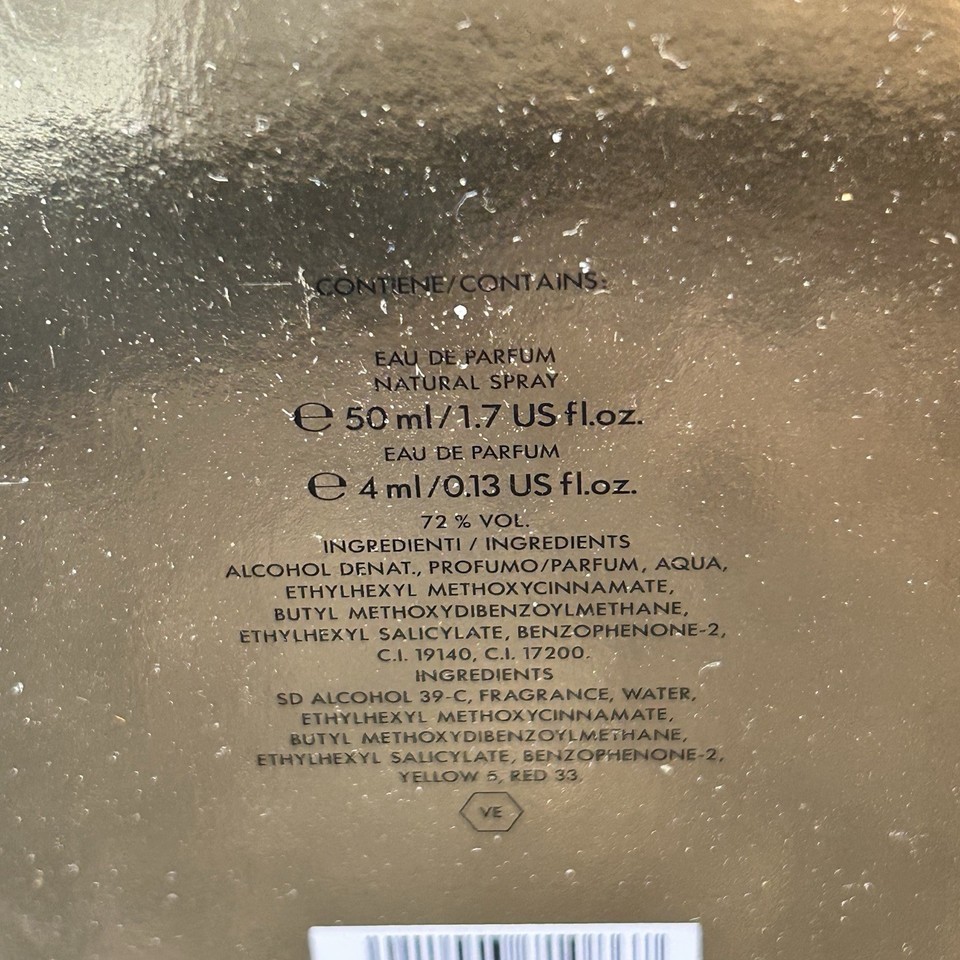 CONTIENE/CONTAINS:
EAU DE PARFUM
NATURAL SPRAY
℮ 50 ml/1.7 US fl.oz.
EAU DE PARFUM
℮ 4 ml/0.13 US fl.oz.
72 % VOL.
INGREDIENTI / INGREDIENTS
ALCOHOL DENAT., PROFUMO/PARFUM, AQUA,
ETHYLHEXYL METHOXYCINNAMATE,
BUTYL METHOXYDIBENZOYLMETHANE,
ETHYLHEXYL SALICYLATE, BENZOPHENONE-2,
C.I. 19140, C.I. 17200.
INGREDIENTS
SD ALCOHOL 39-C, FRAGRANCE, WATER,
ETHYLHEXYL METHOXYCINNAMATE,
BUTYL METHOXYDIBENZOYLMETHANE,
ETHYLHEXYL SALICYLATE, BENZOPHENONE-2,
YELLOW 5, RED 33.
VE